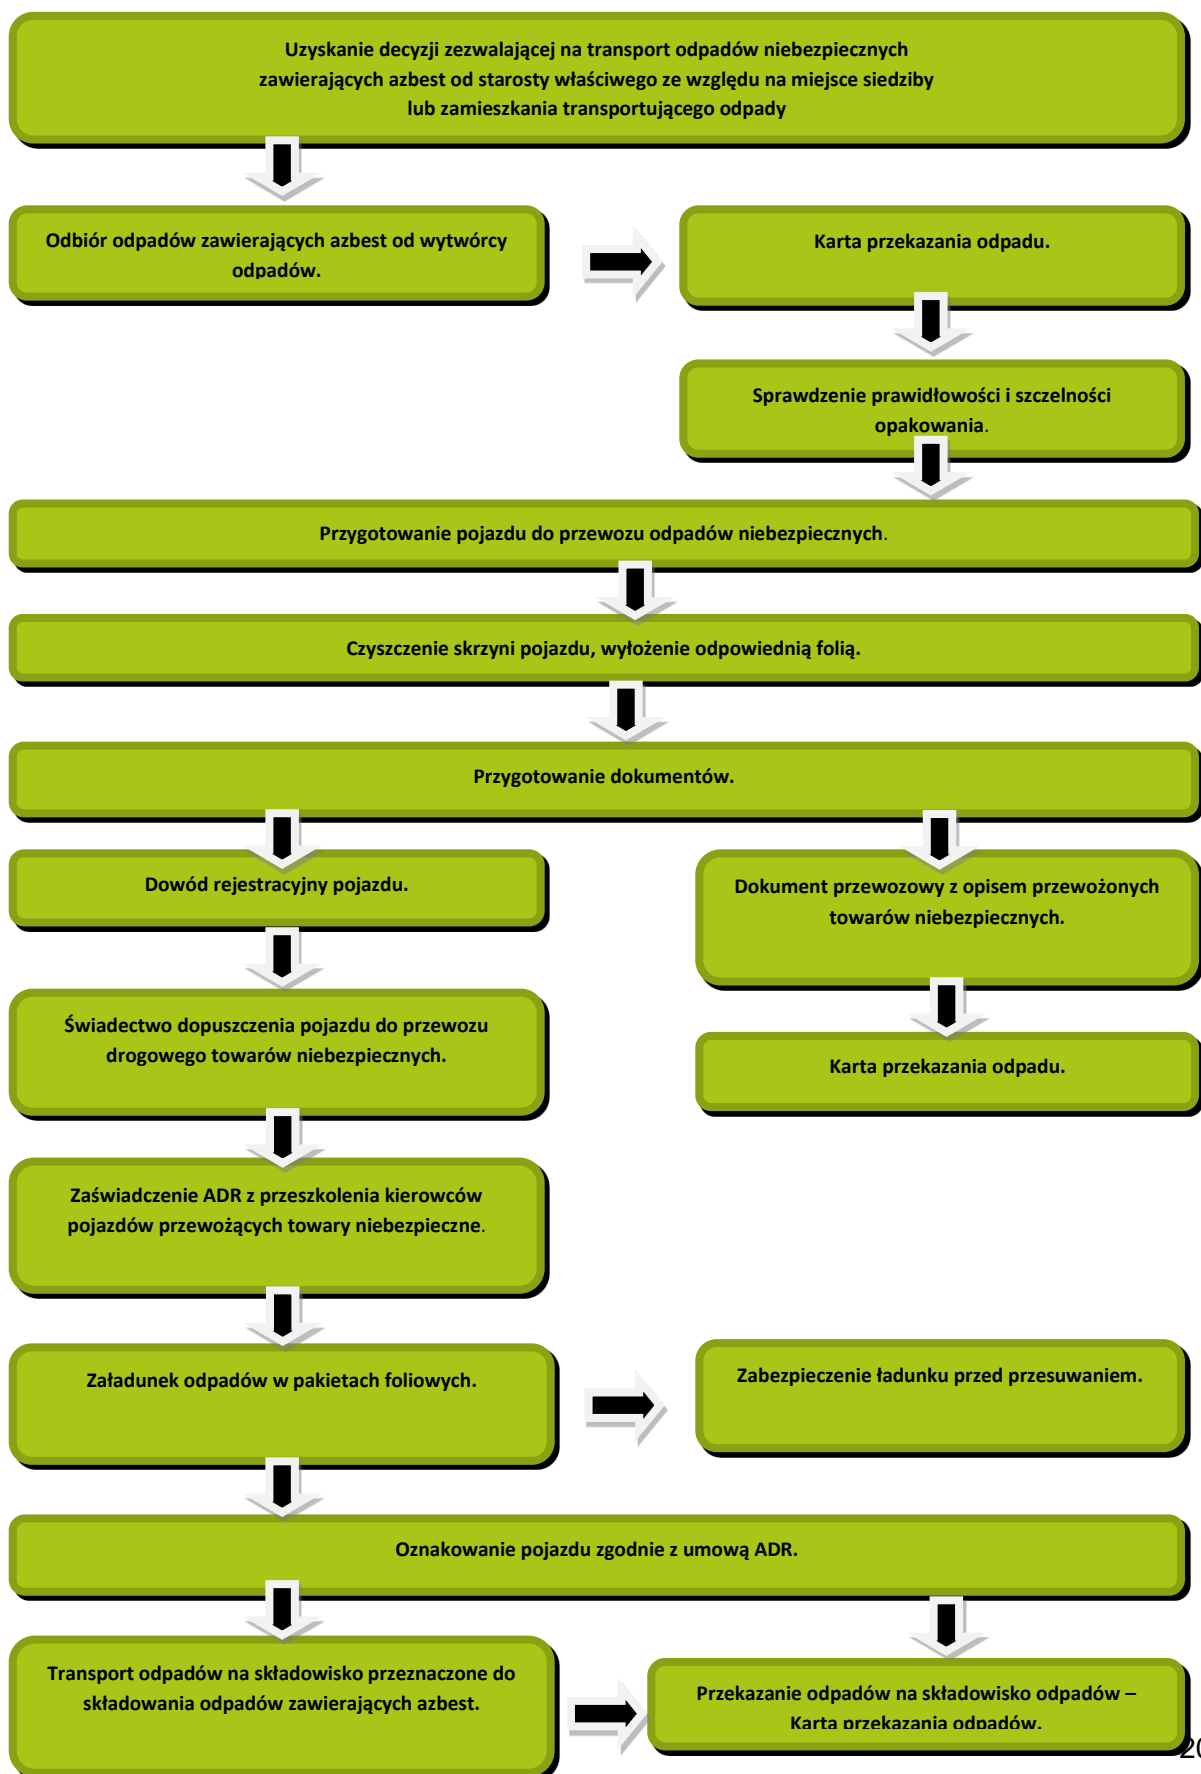 Uzyskanie decyzji zezwalającej na transport odpadów niebezpiecznych
zawierających azbest od starosty właściwego ze względu na miejsce siedziby
lub zamieszkania transportującego odpady
Odbiór odpadów zawierających azbest od wytwórcy
odpadów.
Karta przekazania odpadu.
Sprawdzenie prawidłowości i szczelności
opakowania.
Przygotowanie pojazdu do przewozu odpadów niebezpiecznych.
Czyszczenie skrzyni pojazdu, wyłożenie odpowiednią folią.
Przygotowanie dokumentów.
Dowód rejestracyjny pojazdu.
Dokument przewozowy z opisem przewożonych
towarów niebezpiecznych.
Świadectwo dopuszczenia pojazdu do przewozu
drogowego towarów niebezpiecznych.
Karta przekazania odpadu.
Zaświadczenie ADR z przeszkolenia kierowców
pojazdów przewożących towary niebezpieczne.
Załadunek odpadów w pakietach foliowych.
Zabezpieczenie ładunku przed przesuwaniem.
Oznakowanie pojazdu zgodnie z umową ADR.
Transport odpadów na składowisko przeznaczone do
składowania odpadów zawierających azbest.
Przekazanie odpadów na składowisko odpadów –
Karta przekazania odpadów.